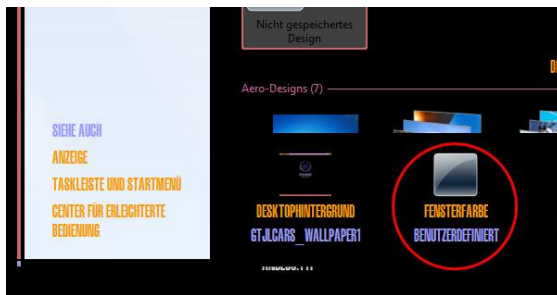 Nicht gespeichertes
Design
Aero-Designs (7)
SIEHE AUCH
ANZEIGE
TASKLEISTE UND STARTMENÜ
CENTER FÜR ERLEICHTERTE
BEDIENUNG
DESKTOPHINTERGRUND
GTJLCARS_WALLPAPER1
FENSTERFARBE
BENUTZERDEFINIERT